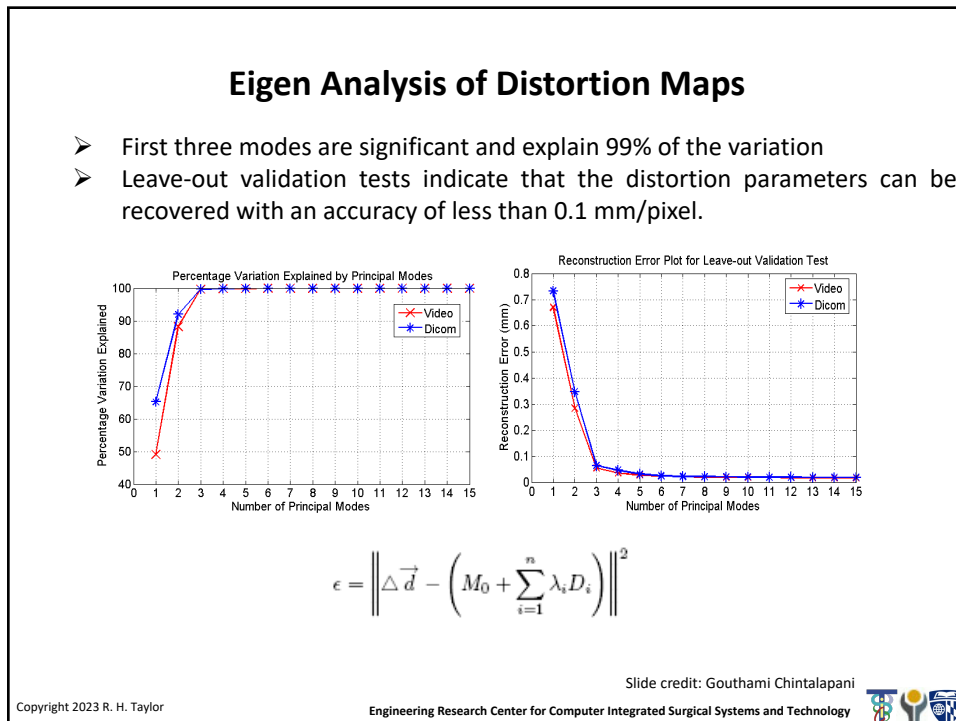 Eigen Analysis of Distortion Maps
➢ First three modes are significant and explain 99% of the variation
➢ Leave-out validation tests indicate that the distortion parameters can be
recovered with an accuracy of less than 0.1 mm/pixel.
Percentage Variation Explained by Principal Modes
Percentage Variation Explained
100
90
80
70
60
50
40
0 1 2 3 4 5 6 7 8 9 10 11 12 13 14 15
Number of Principal Modes
Video
Dicom
Reconstruction Error Plot for Leave-out Validation Test
Reconstruction Error (mm)
0.8
0.7
0.6
0.5
0.4
0.3
0.2
0.1
0
0 1 2 3 4 5 6 7 8 9 10 11 12 13 14 15
Number of Principal Modes
Video
Dicom
ϵ = ‖△d⃗ − (M₀ + ∑ⁿᵢ₌₁ λᵢDᵢ)‖²
Slide credit: Gouthami Chintalapani
Copyright 2023 R. H. Taylor
Engineering Research Center for Computer Integrated Surgical Systems and Technology